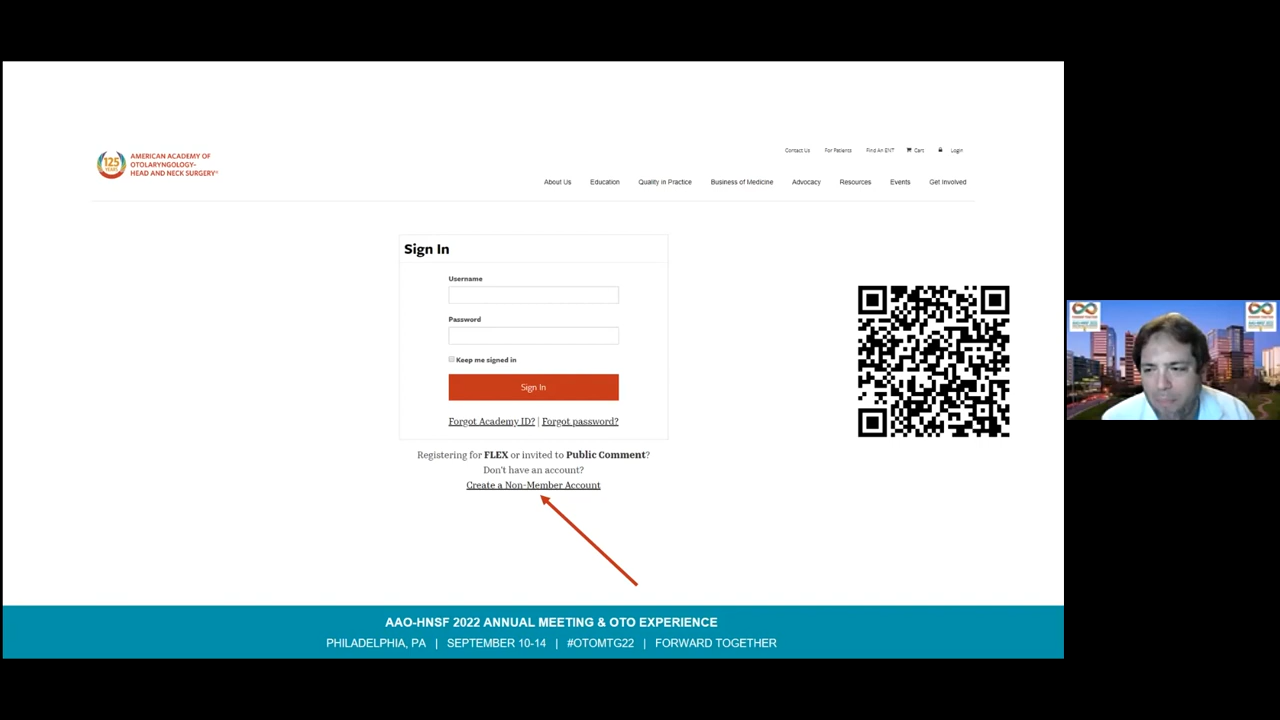 125
YEARS
AMERICAN ACADEMY OF
OTOLARYNGOLOGY-
HEAD AND NECK SURGERY®
Contact Us For Patients Find An ENT Cart Login
About Us Education Quality in Practice Business of Medicine Advocacy Resources Events Get Involved
Sign In
Username
Password
Keep me signed in
Sign In
Forgot Academy ID? | Forgot password?
Registering for FLEX or invited to Public Comment?
Don't have an account?
Create a Non-Member Account
AAO-HNSF 2022 ANNUAL MEETING & OTO EXPERIENCE
PHILADELPHIA, PA | SEPTEMBER 10-14 | #OTOMTG22 | FORWARD TOGETHER